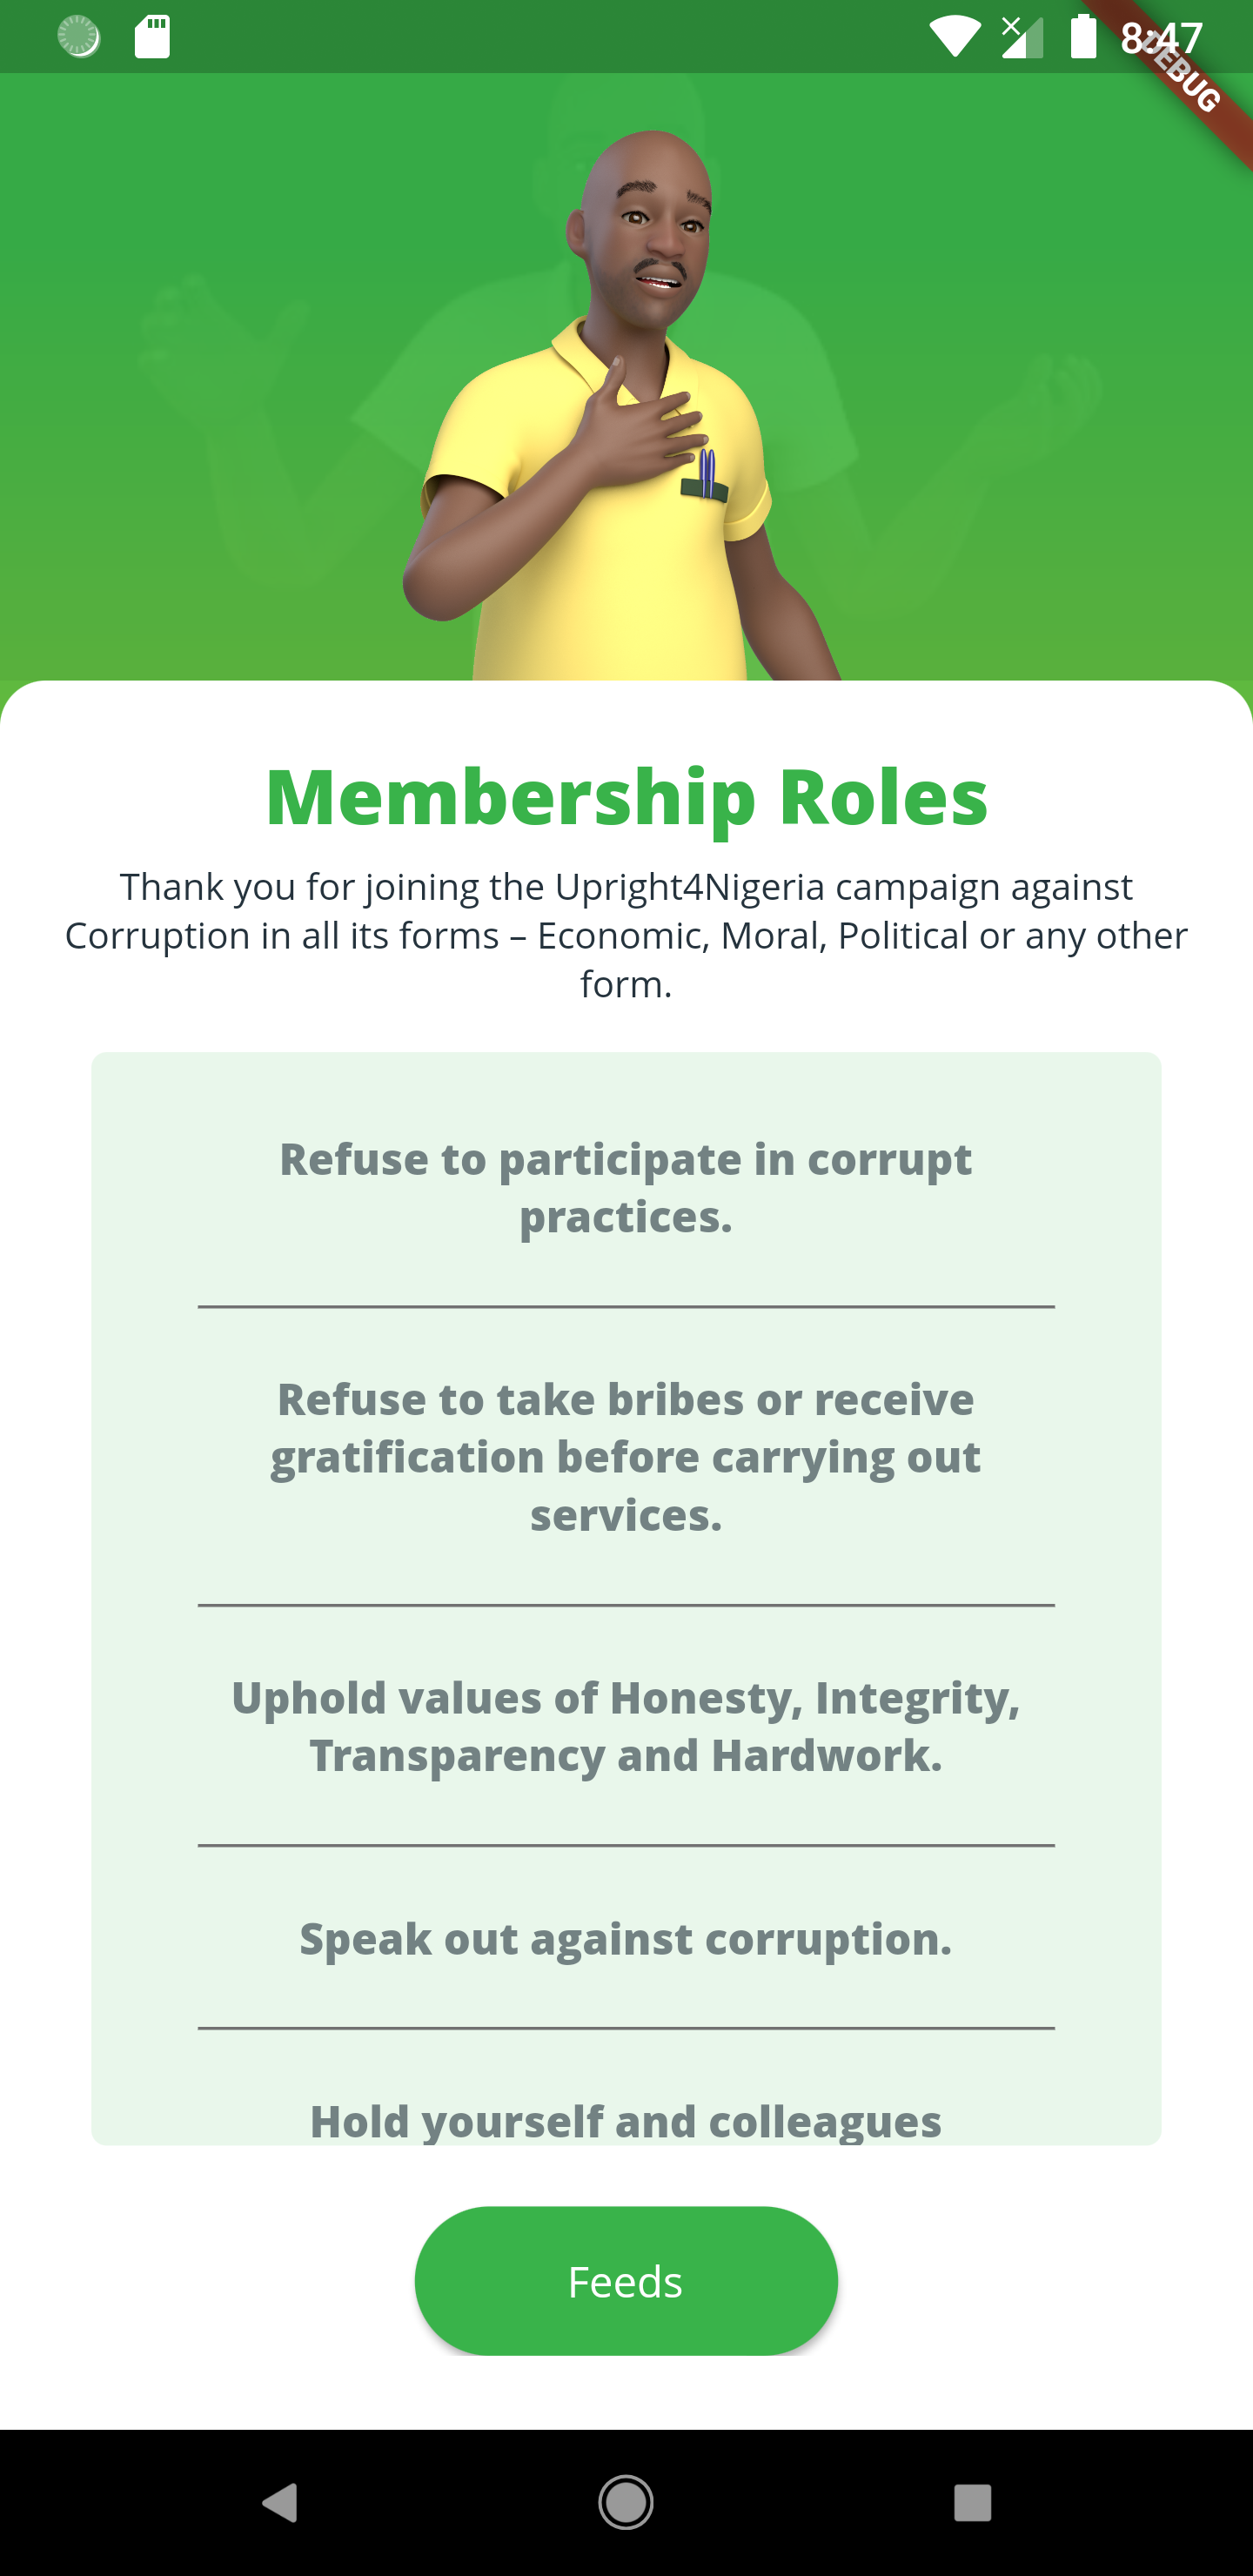 8:47
DEBUG
Membership Roles
Thank you for joining the Upright4Nigeria campaign against
Corruption in all its forms – Economic, Moral, Political or any other
form.
Refuse to participate in corrupt
practices.
Refuse to take bribes or receive
gratification before carrying out
services.
Uphold values of Honesty, Integrity,
Transparency and Hardwork.
Speak out against corruption.
Hold yourself and colleagues
Feeds